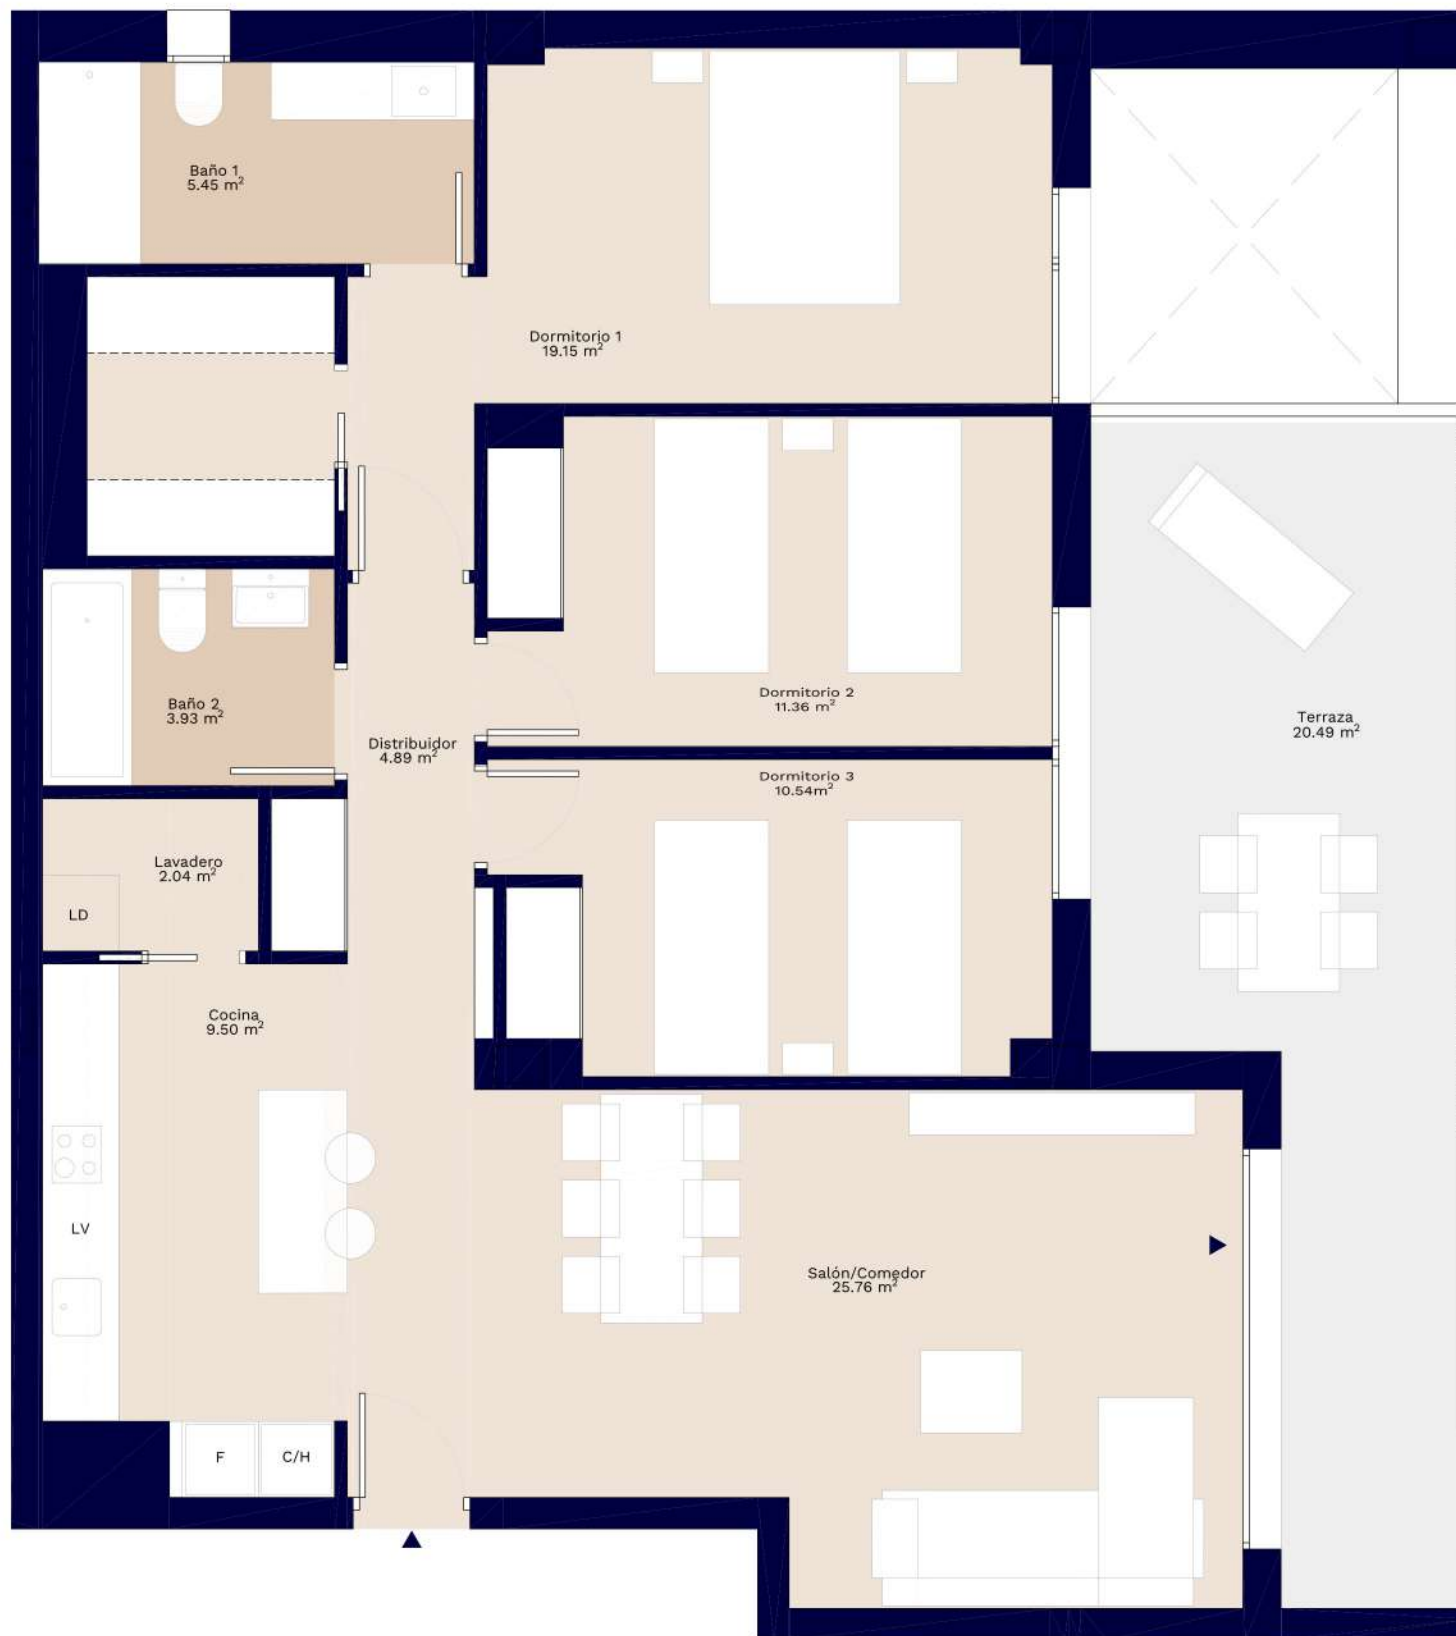 Baño 1
5.45 m²
Dormitorio 1
19.15 m²
Dormitorio 2
11.36 m²
Baño 2
3.93 m²
Terraza
20.49 m²
Distribuidor
4.89 m²
Dormitorio 3
10.54m²
Lavadero
2.04 m²
LD
Cocina
9.50 m²
LV
Salón/Comedor
25.76 m²
F
C/H